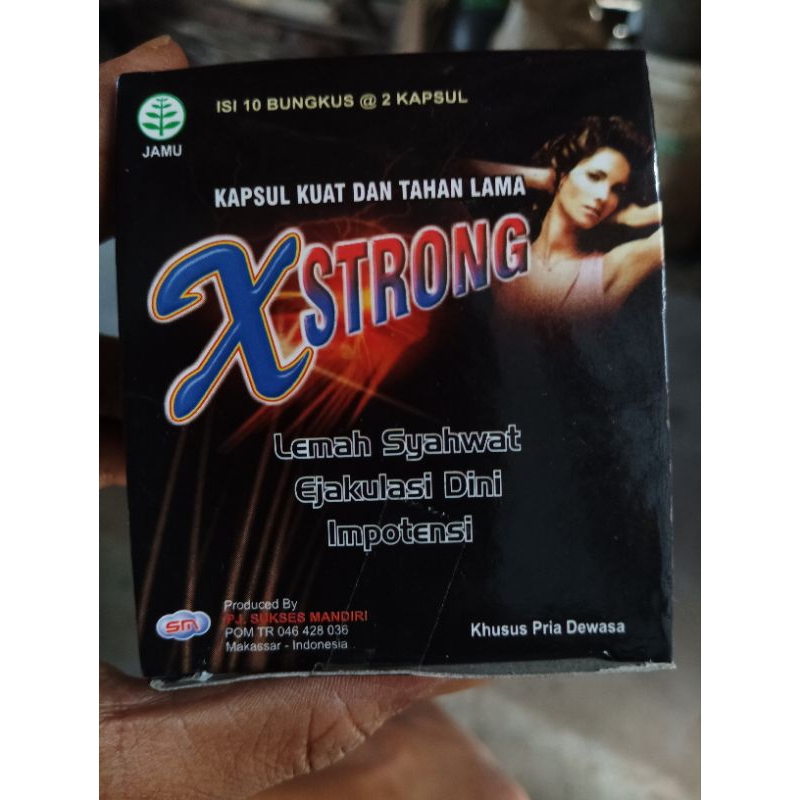 ISI 10 BUNGKUS @ 2 KAPSUL
JAMU
KAPSUL KUAT DAN TAHAN LAMA
XSTRONG
Lemah Syahwat
Ejakulasi Dini
Impotensi
Produced By
P.J. SUKSES MANDIRI
SM
POM TR 046 428 036
Makassar - Indonesia
Khusus Pria Dewasa